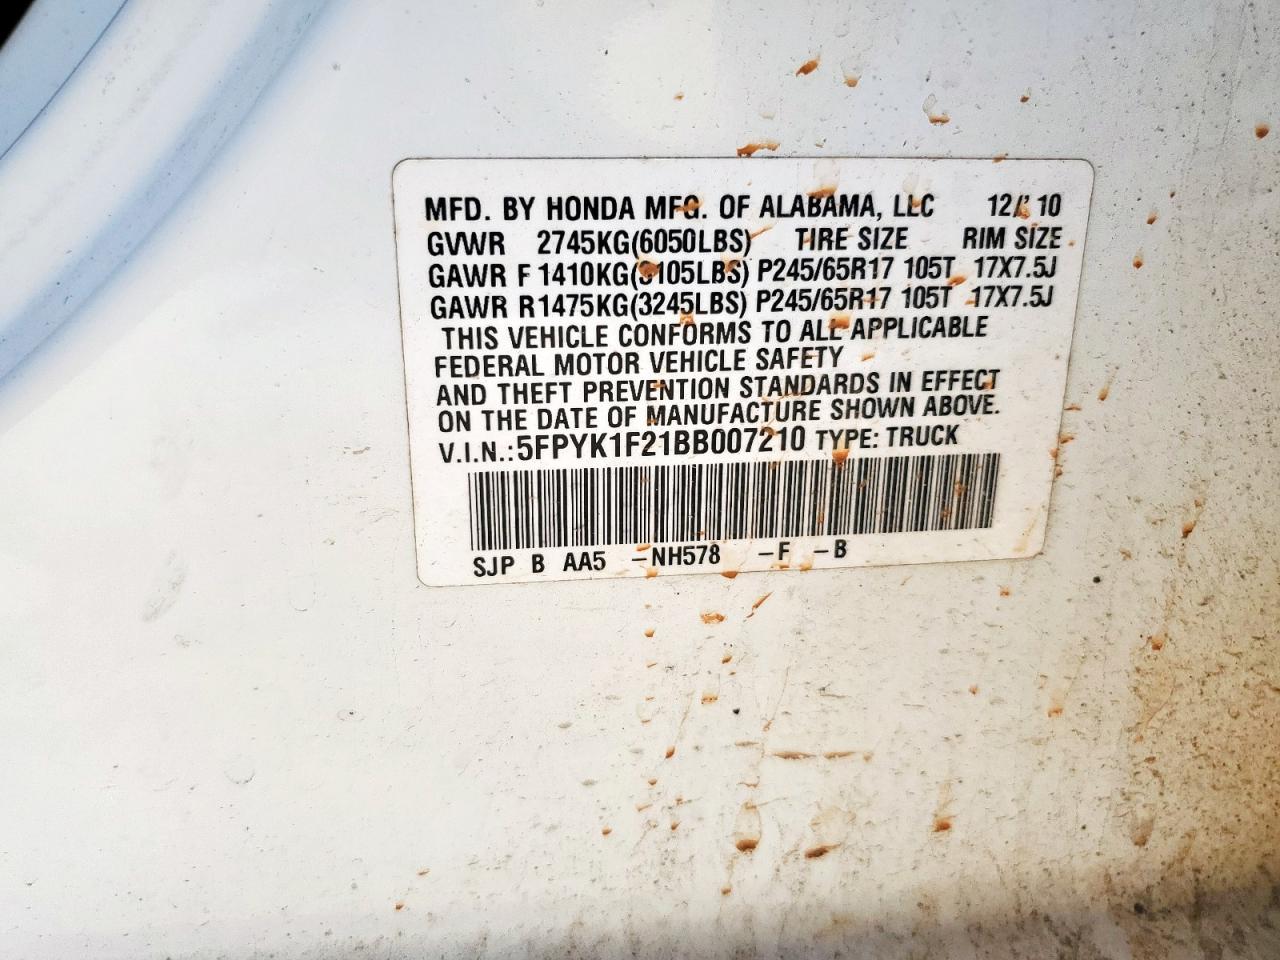 MFD. BY HONDA MFG. OF ALABAMA, LLC 12/'10
GVWR 2745KG(6050LBS) TIRE SIZE RIM SIZE
GAWR F 1410KG(3105LBS) P245/65R17 105T 17X7.5J
GAWR R 1475KG(3245LBS) P245/65R17 105T 17X7.5J
THIS VEHICLE CONFORMS TO ALL APPLICABLE
FEDERAL MOTOR VEHICLE SAFETY
AND THEFT PREVENTION STANDARDS IN EFFECT
ON THE DATE OF MANUFACTURE SHOWN ABOVE.
V.I.N.:5FPYK1F21BB007210 TYPE: TRUCK
SJP B AA5 -NH578 -F -B